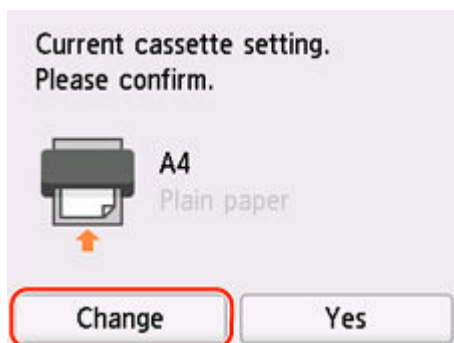 Current cassette setting.
Please confirm.
A4
Plain paper
Change
Yes